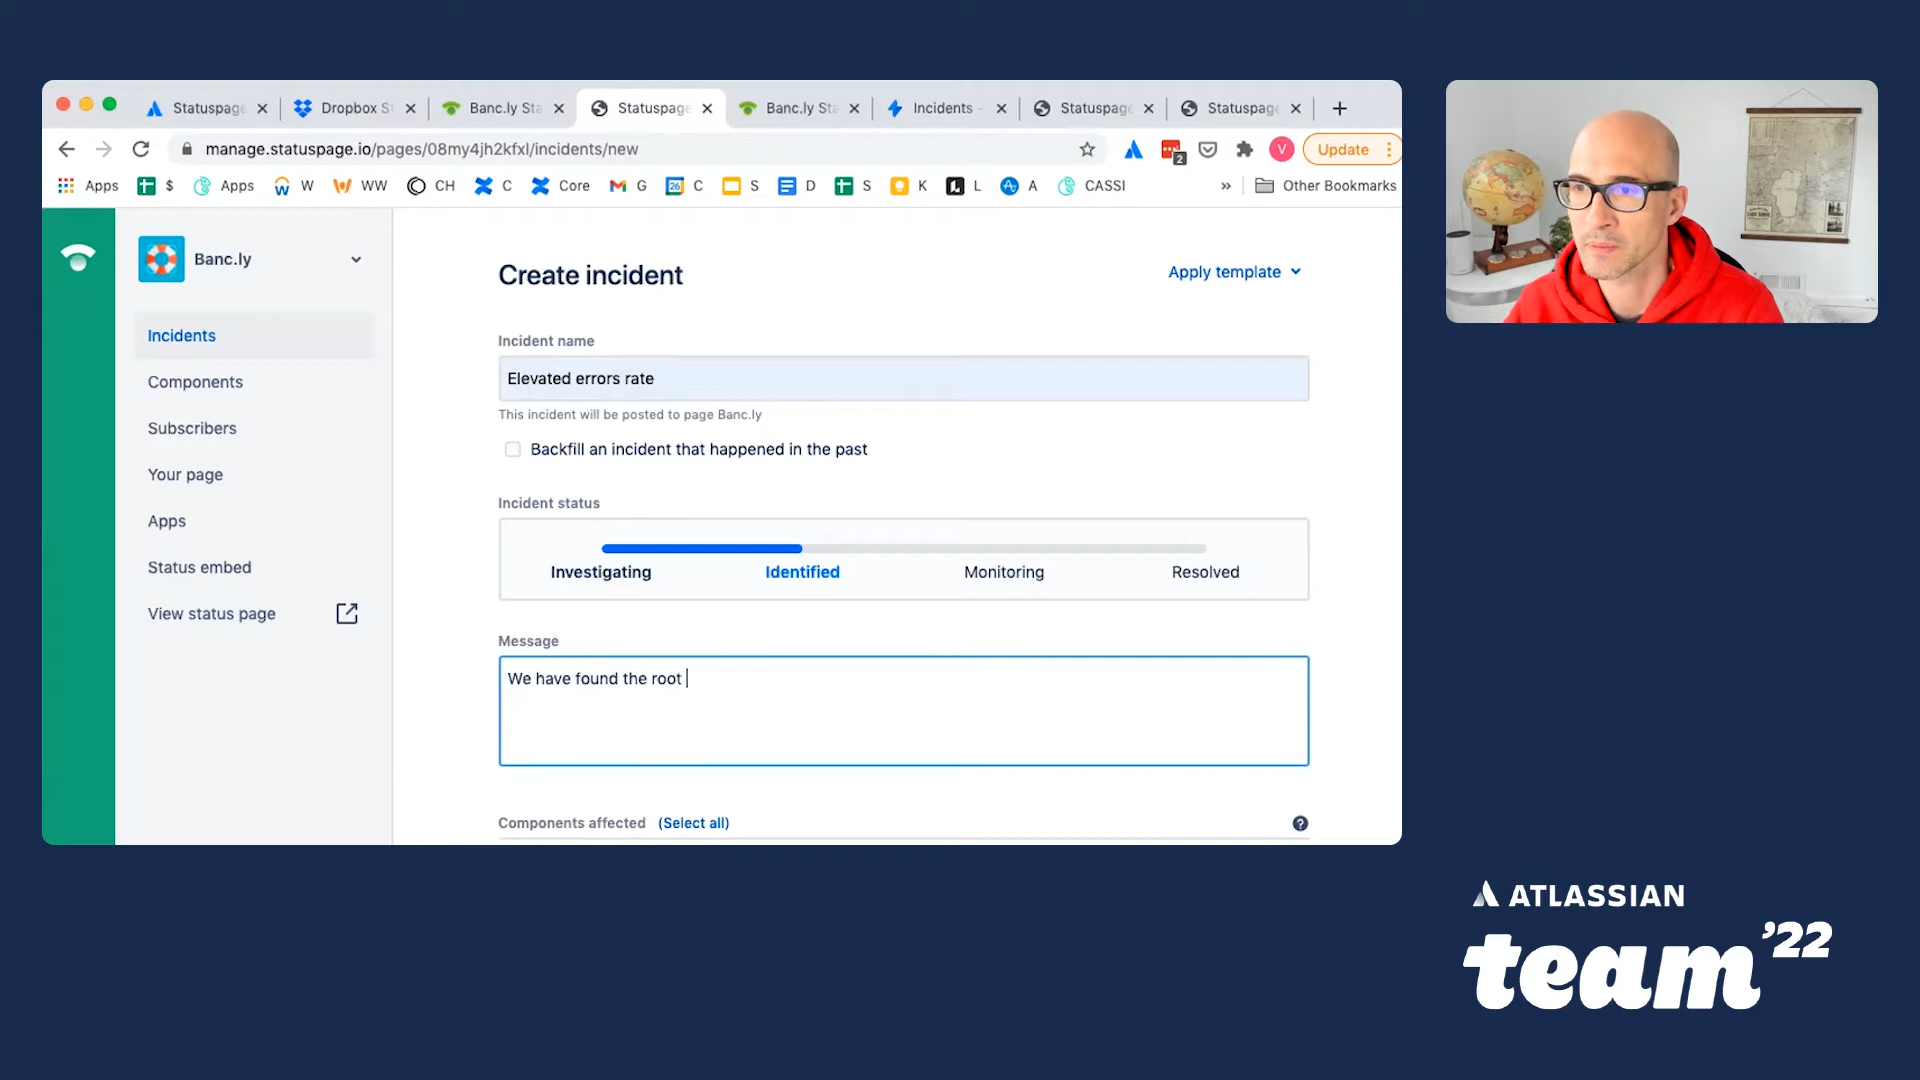 Statuspage
Dropbox S
Banc.ly Sta
Statuspage
Banc.ly Sta
Incidents -
Statuspage
Statuspage
manage.statuspage.io/pages/08my4jh2kfxl/incidents/new
2
V
Update
Apps
$
Apps
W
WW
CH
C
Core
G
26
C
S
D
S
K
L
A
CASSI
»
Other Bookmarks
Banc.ly
Incidents
Components
Subscribers
Your page
Apps
Status embed
View status page
Create incident
Apply template
Incident name
Elevated errors rate
This incident will be posted to page Banc.ly
Backfill an incident that happened in the past
Incident status
Investigating
Identified
Monitoring
Resolved
Message
We have found the root
Components affected (Select all)
?
ATLASSIAN
team '22